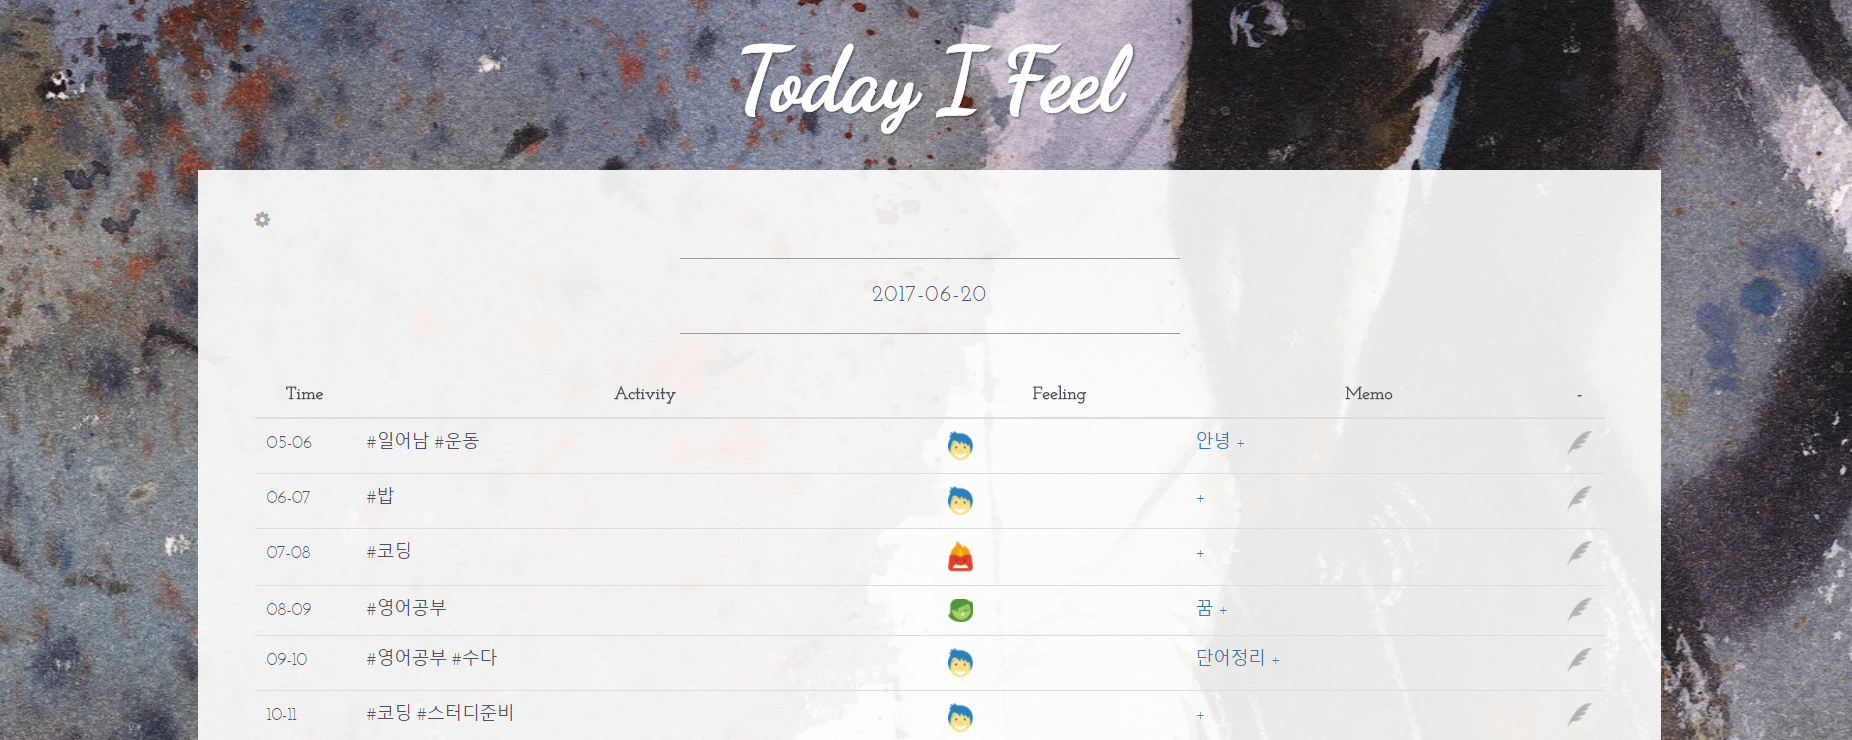 Today I Feel
2017-06-20
Time Activity Feeling Memo -
05-06 #일어남 #운동 안녕 +
06-07 #밥 +
07-08 #코딩 +
08-09 #영어공부 꿈 +
09-10 #영어공부 #수다 단어정리 +
10-11 #코딩 #스터디준비 +